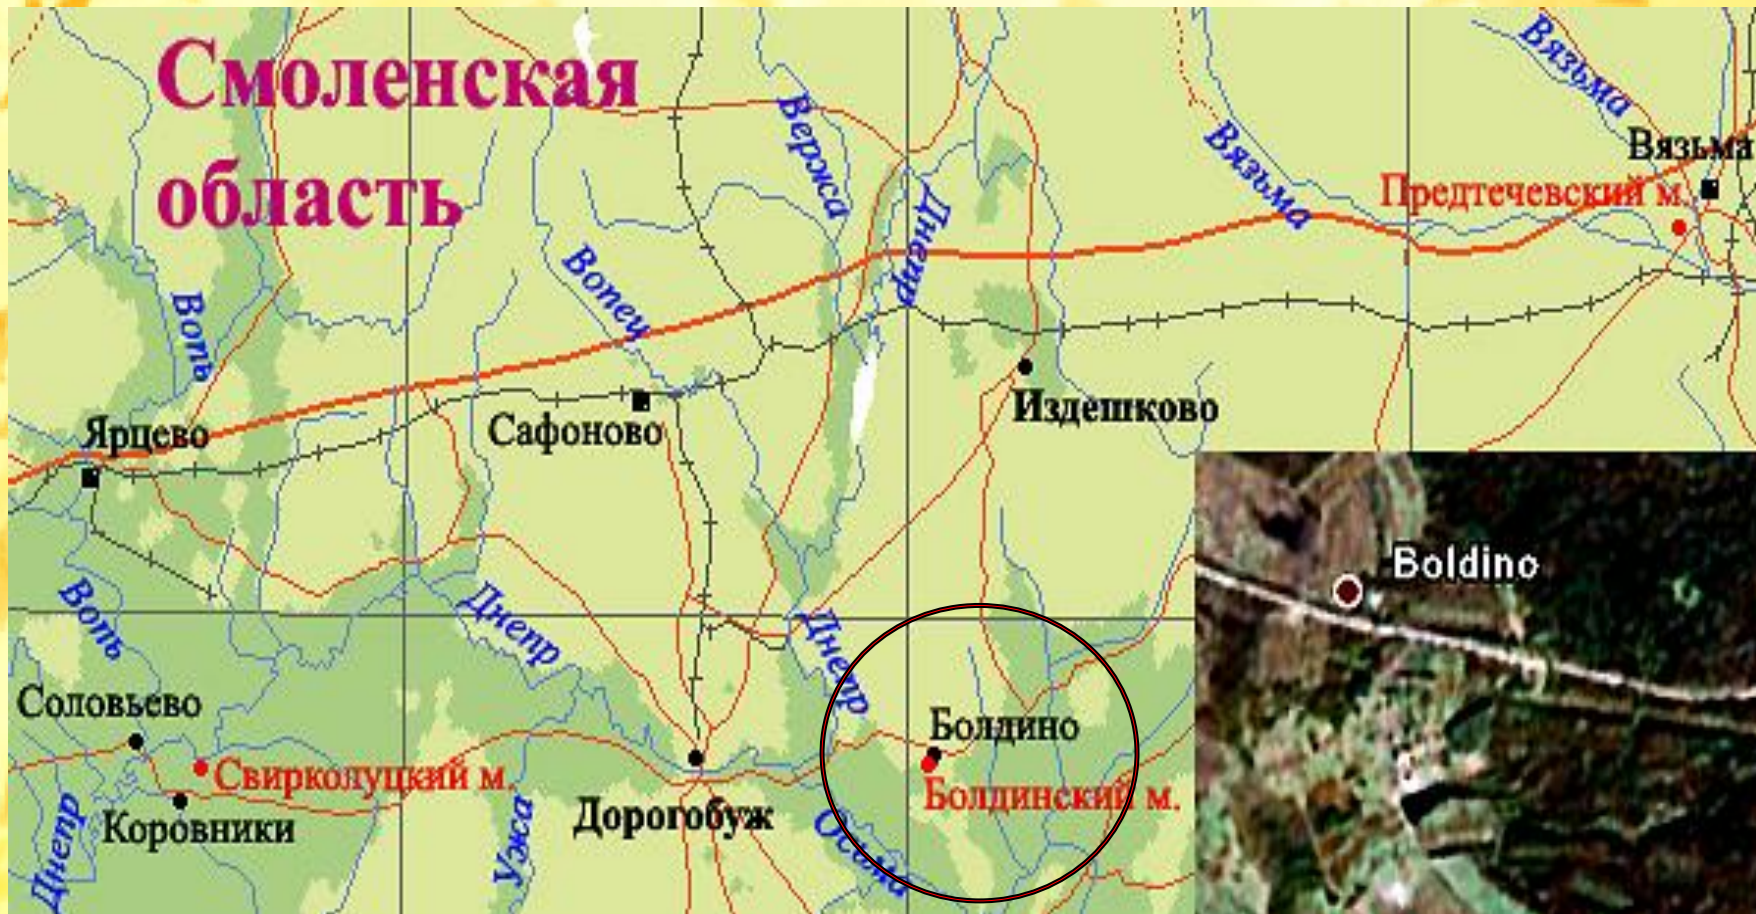 Смоленская
область
Вержа
Днепр
Вязьма
Вязьма
Вязьма
Предтечевский м.
Вопь
Вопец
Ярцево
Сафоново
Издешково
Boldino
Вопь
Днепр
Днепр
Соловьево
Свирколуцкий м.
Коровники
Днепр
Ужа
Дорогобуж
Болдино
Болдинский м.
Осьма